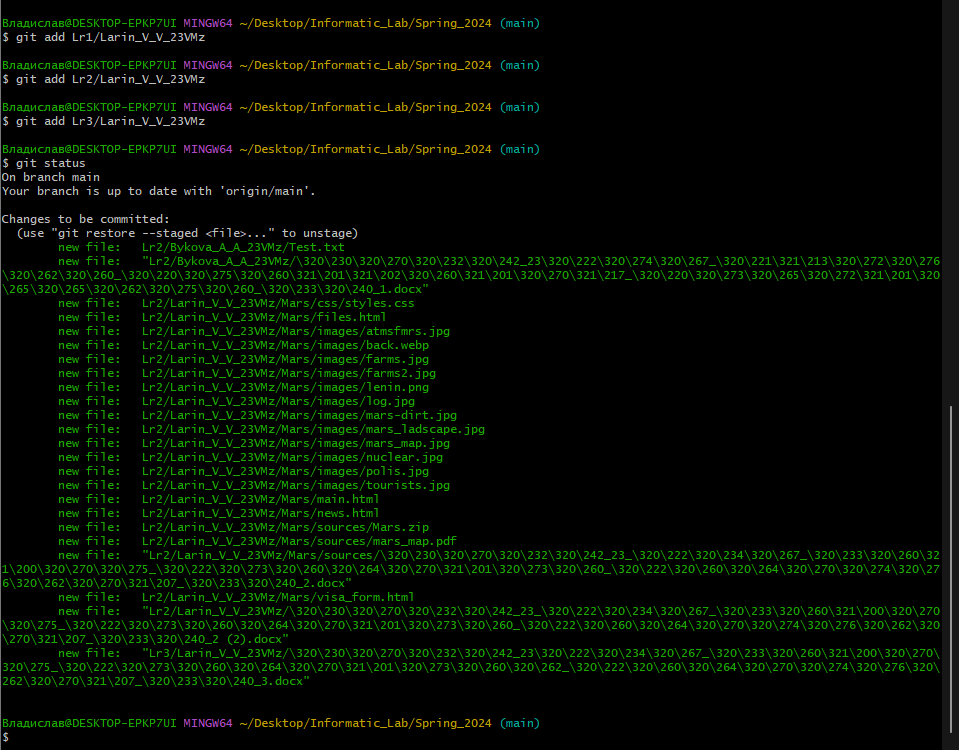 Владислав@DESKTOP-EPKP7UI MINGW64 ~/Desktop/Informatic_Lab/Spring_2024 (main)
$ git add Lr1/Larin_V_V_23VMz
Владислав@DESKTOP-EPKP7UI MINGW64 ~/Desktop/Informatic_Lab/Spring_2024 (main)
$ git add Lr2/Larin_V_V_23VMz
Владислав@DESKTOP-EPKP7UI MINGW64 ~/Desktop/Informatic_Lab/Spring_2024 (main)
$ git add Lr3/Larin_V_V_23VMz
Владислав@DESKTOP-EPKP7UI MINGW64 ~/Desktop/Informatic_Lab/Spring_2024 (main)
$ git status
On branch main
Your branch is up to date with 'origin/main'.
Changes to be committed:
  (use "git restore --staged <file>..." to unstage)
        new file:   Lr2/Bykova_A_A_23VMz/Test.txt
        new file:   "Lr2/Bykova_A_A_23VMz/\320\230\320\270\320\232\320\242_23\320\222\320\274\320\267_\320\221\321\213\320\272\320\276
\320\262\320\260_\320\220\320\275\320\260\321\201\321\202\320\260\321\201\320\270\321\217_\320\220\320\273\320\265\320\272\321\201\320
\265\320\265\320\262\320\275\320\260_\320\233\320\240_1.docx"
        new file:   Lr2/Larin_V_V_23VMz/Mars/css/styles.css
        new file:   Lr2/Larin_V_V_23VMz/Mars/files.html
        new file:   Lr2/Larin_V_V_23VMz/Mars/images/atmsfmrs.jpg
        new file:   Lr2/Larin_V_V_23VMz/Mars/images/back.webp
        new file:   Lr2/Larin_V_V_23VMz/Mars/images/farms.jpg
        new file:   Lr2/Larin_V_V_23VMz/Mars/images/farms2.jpg
        new file:   Lr2/Larin_V_V_23VMz/Mars/images/lenin.png
        new file:   Lr2/Larin_V_V_23VMz/Mars/images/log.jpg
        new file:   Lr2/Larin_V_V_23VMz/Mars/images/mars-dirt.jpg
        new file:   Lr2/Larin_V_V_23VMz/Mars/images/mars_ladscape.jpg
        new file:   Lr2/Larin_V_V_23VMz/Mars/images/mars_map.jpg
        new file:   Lr2/Larin_V_V_23VMz/Mars/images/nuclear.jpg
        new file:   Lr2/Larin_V_V_23VMz/Mars/images/polis.jpg
        new file:   Lr2/Larin_V_V_23VMz/Mars/images/tourists.jpg
        new file:   Lr2/Larin_V_V_23VMz/Mars/main.html
        new file:   Lr2/Larin_V_V_23VMz/Mars/news.html
        new file:   Lr2/Larin_V_V_23VMz/Mars/sources/Mars.zip
        new file:   Lr2/Larin_V_V_23VMz/Mars/sources/mars_map.pdf
        new file:   "Lr2/Larin_V_V_23VMz/Mars/sources/\320\230\320\270\320\232\320\242_23_\320\222\320\234\320\267_\320\233\320\260\32
1\200\320\270\320\275_\320\222\320\273\320\260\320\264\320\270\321\201\320\273\320\260_\320\222\320\260\320\264\320\270\320\274\320\27
6\320\262\320\270\321\207_\320\233\320\240_2.docx"
        new file:   Lr2/Larin_V_V_23VMz/Mars/visa_form.html
        new file:   "Lr2/Larin_V_V_23VMz/\320\230\320\270\320\232\320\242_23_\320\222\320\234\320\267_\320\233\320\260\321\200\320\270
\320\275_\320\222\320\273\320\260\320\264\320\270\321\201\320\273\320\260_\320\222\320\260\320\264\320\270\320\274\320\276\320\262\320
\270\321\207_\320\233\320\240_2 (2).docx"
        new file:   "Lr3/Larin_V_V_23VMz/\320\230\320\270\320\232\320\242_23\320\222\320\234\320\267_\320\233\320\260\321\200\320\270\
320\275_\320\222\320\273\320\260\320\264\320\270\321\201\320\273\320\260\320\262_\320\222\320\260\320\264\320\270\320\274\320\276\320\
262\320\270\321\207_\320\233\320\240_3.docx"
Владислав@DESKTOP-EPKP7UI MINGW64 ~/Desktop/Informatic_Lab/Spring_2024 (main)
$